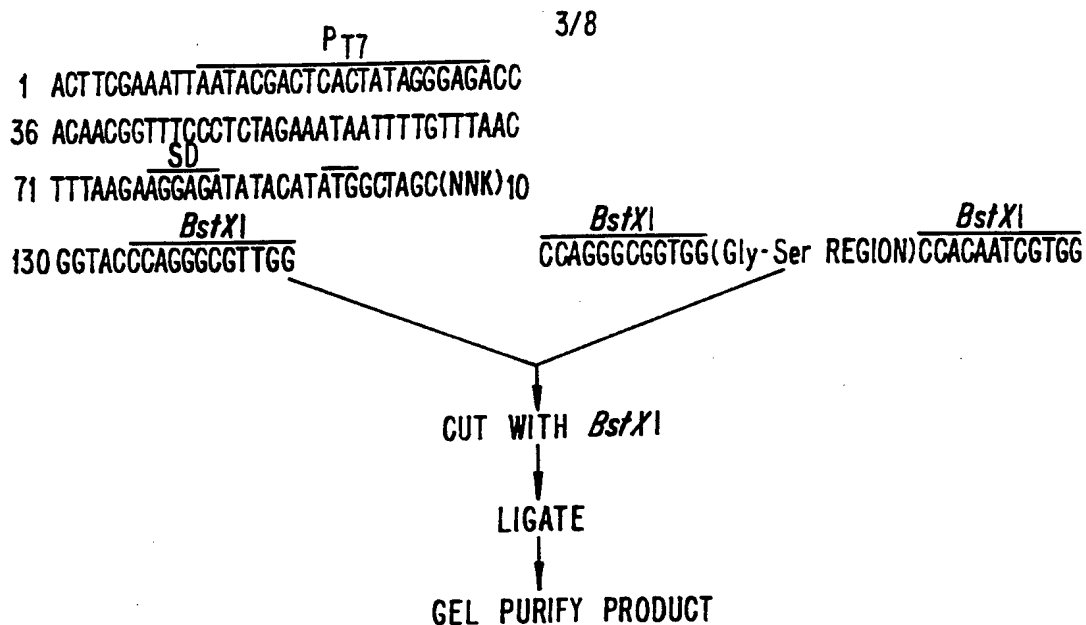 3/8
PT7
1 ACTTCGAAATTAATACGACTCACTATAGGGAGACC
36 ACAACGGTTTCCCTCTAGAAATAATTTTGTTTAAC
SD
71 TTTAAGAAGGAGATATACATATGGCTAGC(NNK)10
BstXI
130 GGTACCCAGGGCGTTGG
BstXI BstXI
CCAGGGCGGTGG(Gly-Ser REGION)CCACAATCGTGG
CUT WITH BstXI
LIGATE
GEL PURIFY PRODUCT